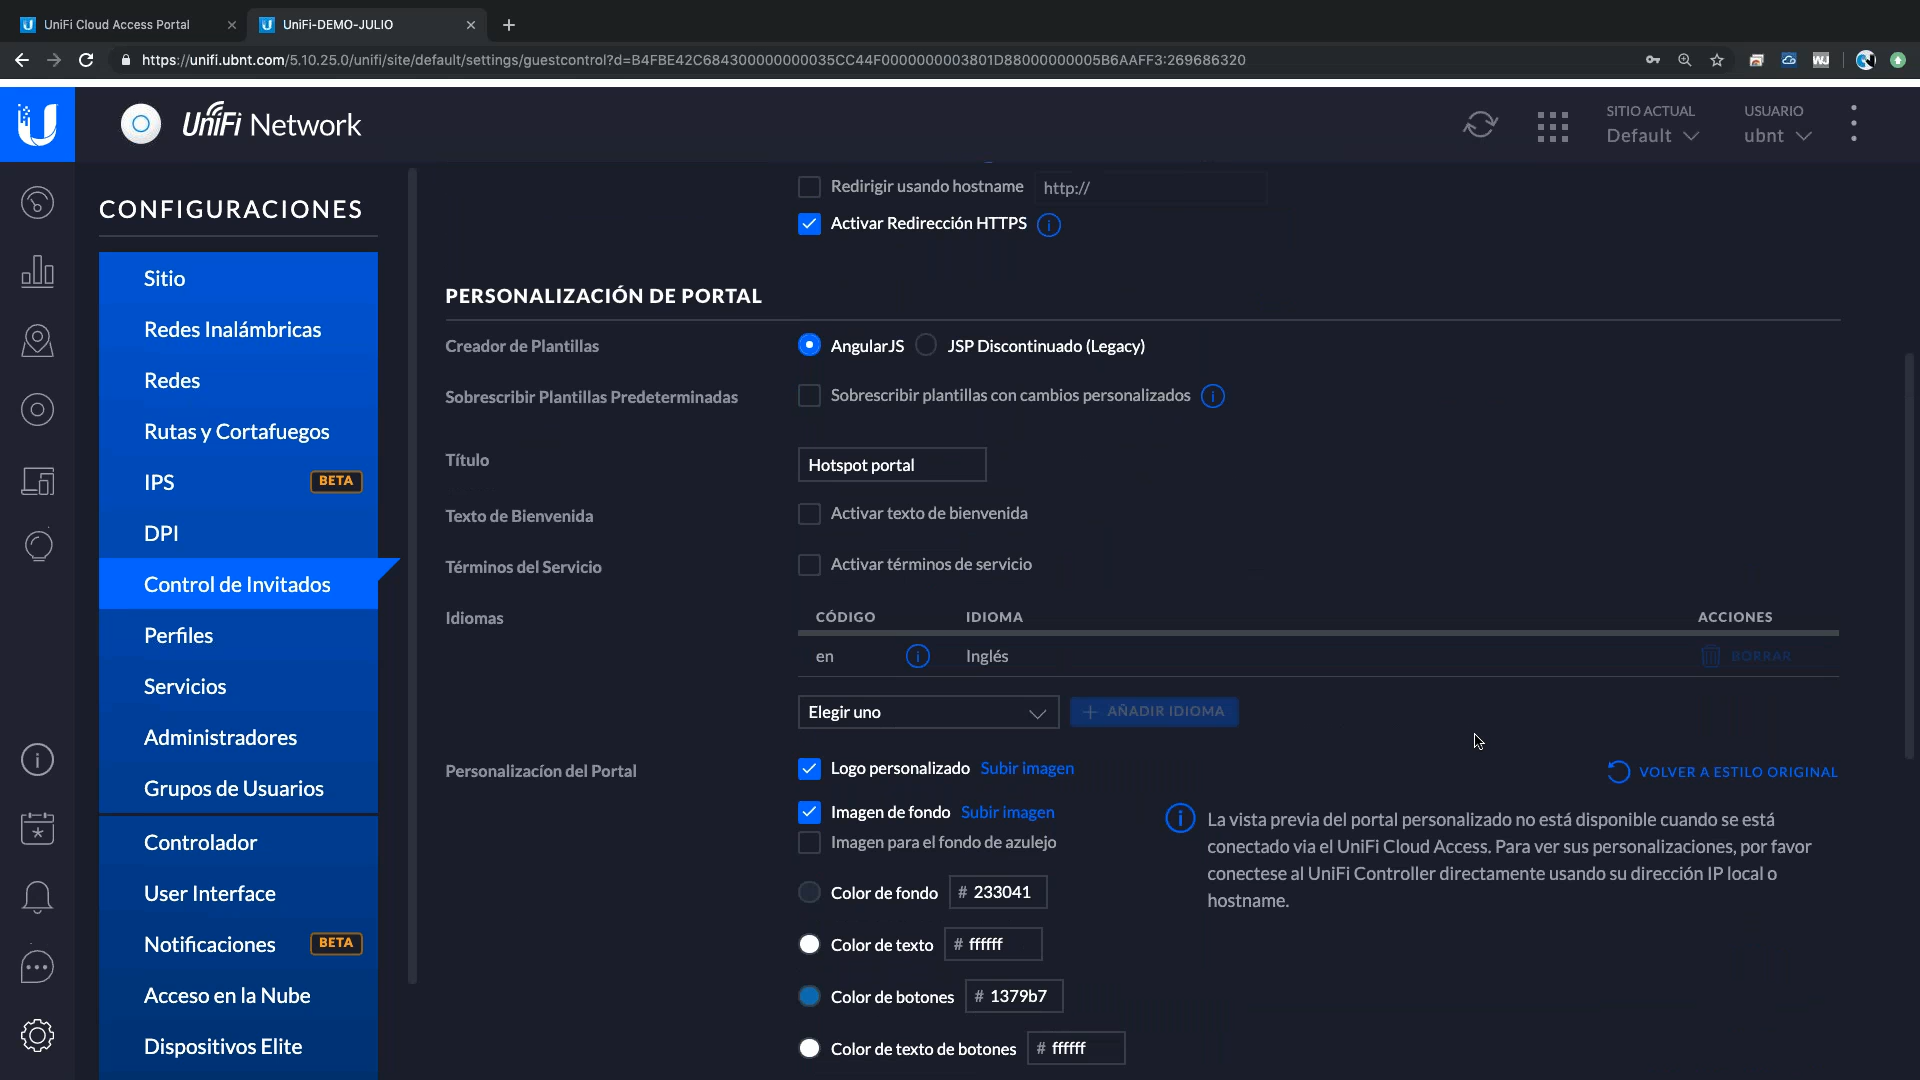 UniFi Cloud Access Portal
UniFi-DEMO-JULIO
https://unifi.ubnt.com/5.10.25.0/unifi/site/default/settings/guestcontrol?d=B4FBE42C684300000000035CC44F0000000003801D88000000005B6AAFF3:269686320
UniFi Network
SITIO ACTUAL
Default
USUARIO
ubnt
CONFIGURACIONES
Sitio
Redes Inalámbricas
Redes
Rutas y Cortafuegos
IPS BETA
DPI
Control de Invitados
Perfiles
Servicios
Administradores
Grupos de Usuarios
Controlador
User Interface
Notificaciones BETA
Acceso en la Nube
Dispositivos Elite
Redirigir usando hostname http://
Activar Redirección HTTPS
PERSONALIZACIÓN DE PORTAL
Creador de Plantillas AngularJS JSP Discontinuado (Legacy)
Sobrescribir Plantillas Predeterminadas Sobrescribir plantillas con cambios personalizados
Título Hotspot portal
Texto de Bienvenida Activar texto de bienvenida
Términos del Servicio Activar términos de servicio
Idiomas CÓDIGO IDIOMA ACCIONES
en Inglés BORRAR
Elegir uno + AÑADIR IDIOMA
Personalizacíon del Portal Logo personalizado Subir imagen VOLVER A ESTILO ORIGINAL
Imagen de fondo Subir imagen
Imagen para el fondo de azulejo
Color de fondo # 233041
Color de texto # ffffff
Color de botones # 1379b7
Color de texto de botones # ffffff
La vista previa del portal personalizado no está disponible cuando se está
conectado via el UniFi Cloud Access. Para ver sus personalizaciones, por favor
conectese al UniFi Controller directamente usando su dirección IP local o
hostname.